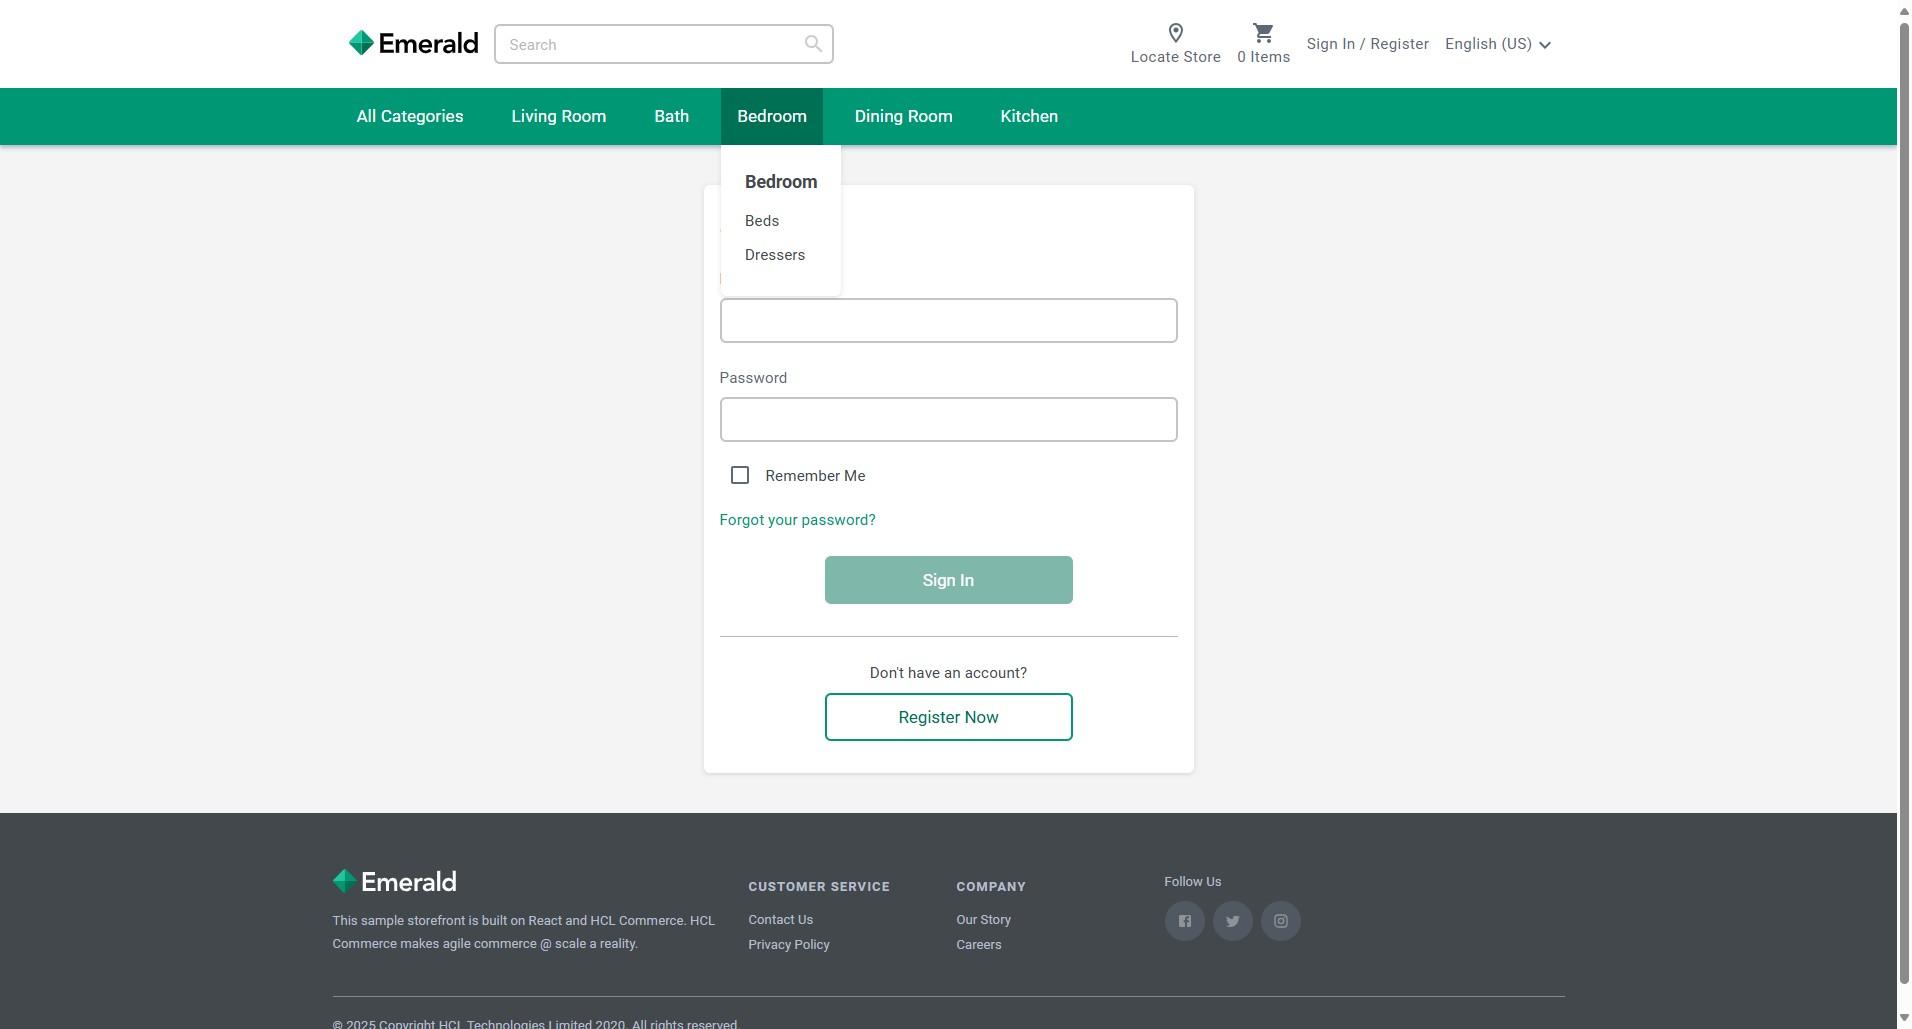 Emerald
Search
Locate Store
0 Items
Sign In / Register
English (US)
All Categories
Living Room
Bath
Bedroom
Dining Room
Kitchen
Bedroom
Beds
Dressers
Password
Remember Me
Forgot your password?
Sign In
Don't have an account?
Register Now
Emerald
This sample storefront is built on React and HCL Commerce. HCL
Commerce makes agile commerce @ scale a reality.
CUSTOMER SERVICE
Contact Us
Privacy Policy
COMPANY
Our Story
Careers
Follow Us
© 2025 Copyright HCL Technologies Limited 2020. All rights reserved.